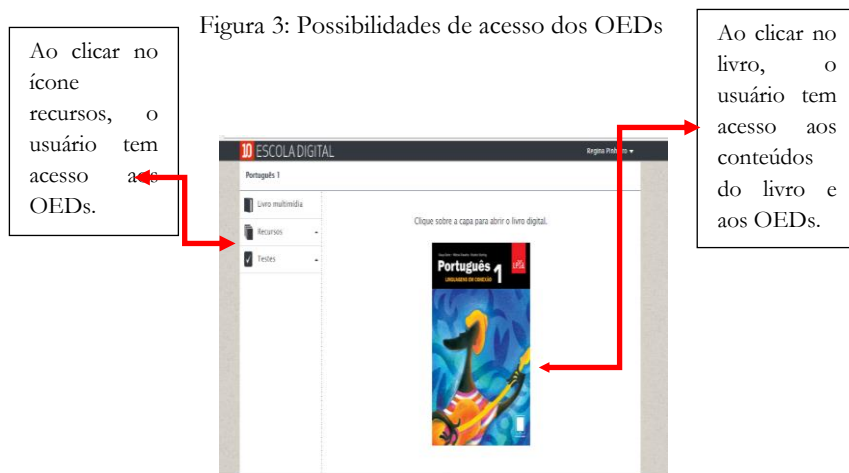 Figura 3: Possibilidades de acesso dos OEDs
Ao clicar no
ícone
recursos, o
usuário tem
acesso aos
OEDs.
Ao clicar no
livro, o
usuário tem
acesso aos
conteúdos
do livro e
aos OEDs.
10 ESCOLA DIGITAL
Regina Pinheiro
Português 1
Livro multimídia
Recursos
Testes
Clique sobre a capa para abrir o livro digital.
Português 1
LINGUAGENS EM CONEXÃO